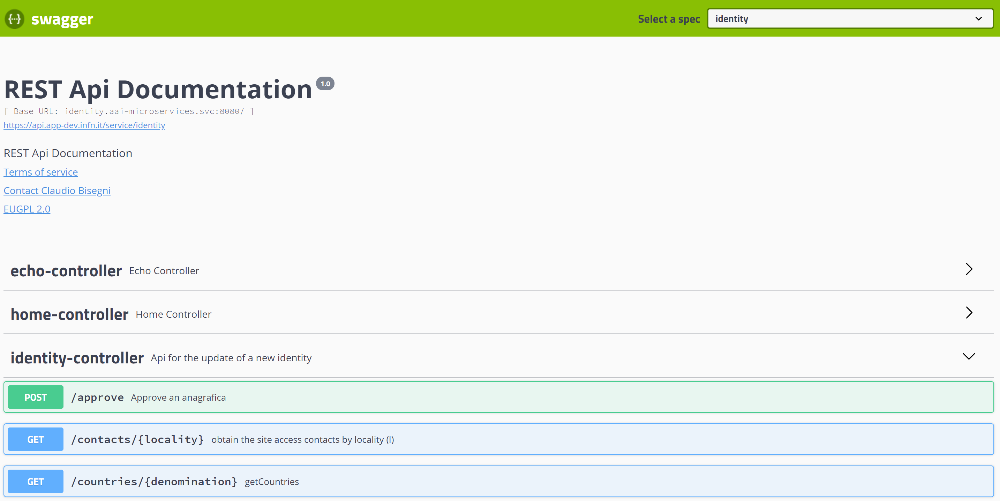 {···} swagger Select a spec identity
REST Api Documentation 1.0
[ Base URL: identity.aai-microservices.svc:8080/ ]
https://api.app-dev.infn.it/service/identity
REST Api Documentation
Terms of service
Contact Claudio Bisegni
EUGPL 2.0
echo-controller Echo Controller
home-controller Home Controller
identity-controller Api for the update of a new identity
POST /approve Approve an anagrafica
GET /contacts/{locality} obtain the site access contacts by locality (l)
GET /countries/{denomination} getCountries